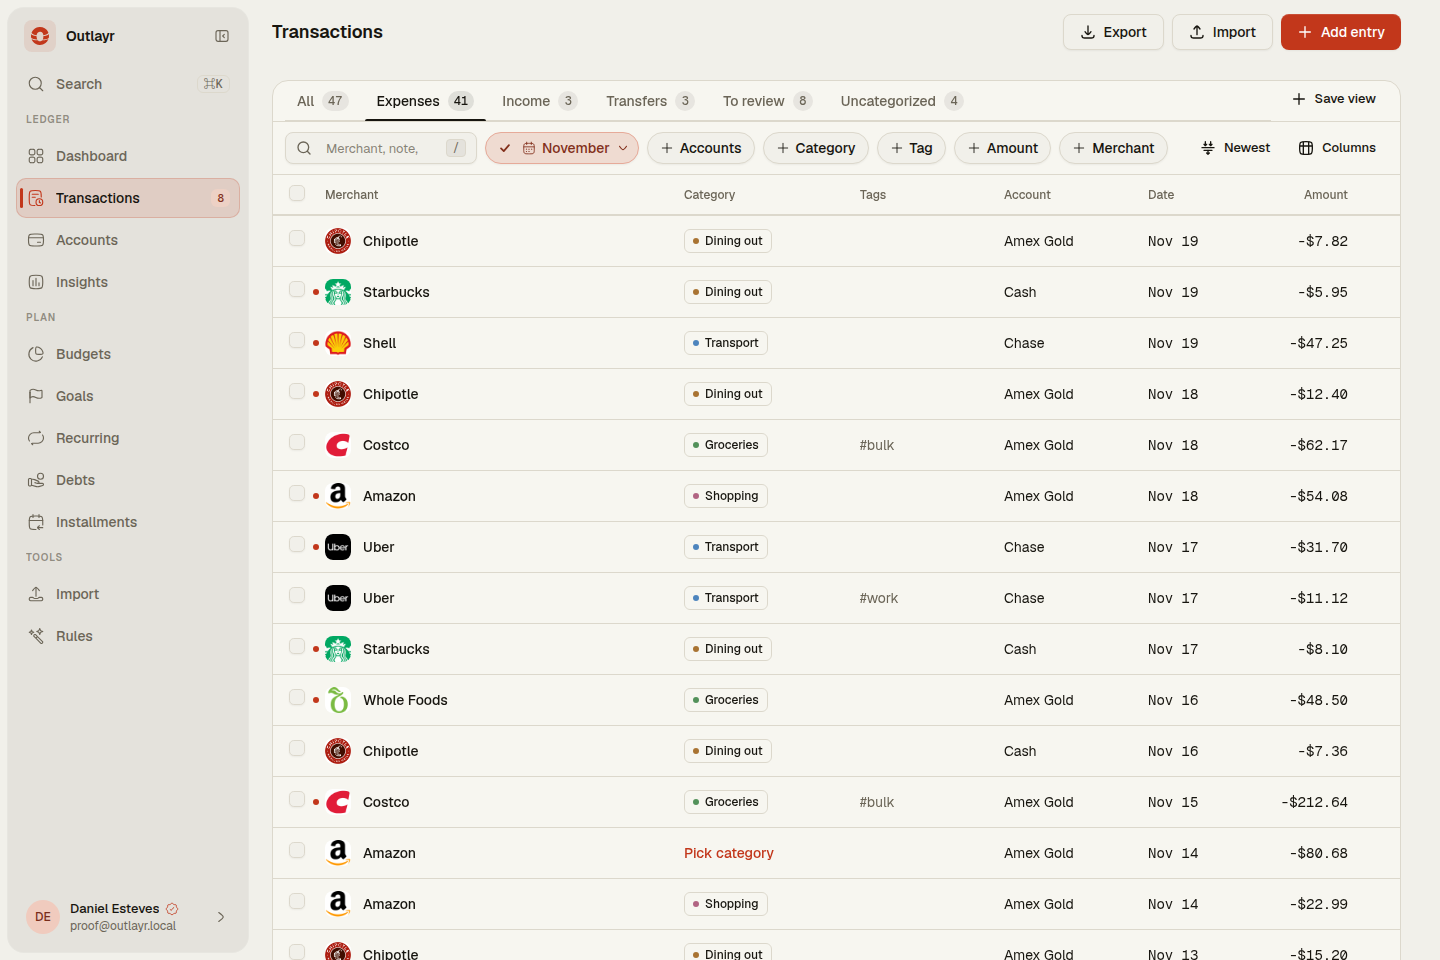 Outlayr
Search ⌘K
LEDGER
Dashboard
Transactions 8
Accounts
Insights
PLAN
Budgets
Goals
Recurring
Debts
Installments
TOOLS
Import
Rules
DE Daniel Esteves
proof@outlayr.local
Transactions
Export Import Add entry
All 47 Expenses 41 Income 3 Transfers 3 To review 8 Uncategorized 4 Save view
Merchant, note, / November Accounts Category Tag Amount Merchant Newest Columns
Merchant Category Tags Account Date Amount
Chipotle Dining out Amex Gold Nov 19 -$7.82
Starbucks Dining out Cash Nov 19 -$5.95
Shell Transport Chase Nov 19 -$47.25
Chipotle Dining out Amex Gold Nov 18 -$12.40
Costco Groceries #bulk Amex Gold Nov 18 -$62.17
a Amazon Shopping Amex Gold Nov 18 -$54.08
Uber Uber Transport Chase Nov 17 -$31.70
Uber Uber Transport #work Chase Nov 17 -$11.12
Starbucks Dining out Cash Nov 17 -$8.10
Whole Foods Groceries Amex Gold Nov 16 -$48.50
Chipotle Dining out Cash Nov 16 -$7.36
Costco Groceries #bulk Amex Gold Nov 15 -$212.64
a Amazon Pick category Amex Gold Nov 14 -$80.68
a Amazon Shopping Amex Gold Nov 14 -$22.99
Chipotle Dining out Amex Gold Nov 13 -$15.20